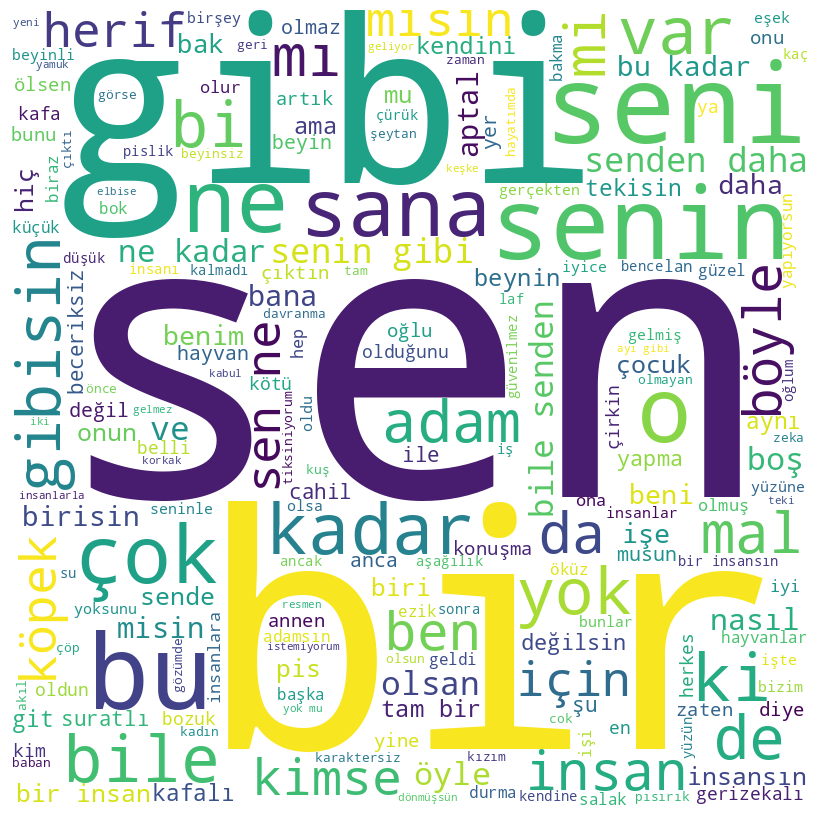 yeni
herif
birşey
olmaz
misin
var
mi
eşek
onu
beyinli
yamuk
bak
geri
geliyor
kendini
kaç
ölsen
görse
gibi
mı
zaman
bakma
bu kadar
seni
kafa
olur
artık
mu
aptal
yer
hayatımda
ya
bunu
çıktı
bi
ama
çürük
şeytan
pislik
beyinsiz
beyin
keşke
senden daha
hiç
biraz
elbise
ne
sana
gerçekten
tekisin
daha
küçük
bok
senin
düşük
ne kadar
senin gibi
yapıyorsun
gibisin
insanı
kalmadı
çıktın
tam
beynin
iyice
bencelan
güzel
beceriksiz
bana
davranma
sen
laf
güvenilmez
böyle
benim
hayvan
hep
oğlu
olduğunu
bile senden
gelmiş
ayı gibi
çocuk
oğlum
önce
kabul
kötü
sen ne
tiksiniyorum
oldu
olmayan
iki
değil
gelmez
adam
o
çirkin
aynı
zeka
onun
ve
belli
korkak
kuş
ile
iş
yapma
boş
insanlarla
cahil
beni
yüzüne
teki
birisin
seninle
olsa
kadar
ona
insanlar
olmuş
mal
çok
anca
konuşma
da
işe
musun
bir insansın
köpek
su
yoksunu
sende
bir
ancak
aşağılık
biri
öküz
yok
iyi
çöp
resmen
annen
ezik
sonra
bunlar
nasıl
hayvanlar
misin
bu
insanlara
adamsın
istemiyorum
ben
değilsin
herkes
işte
akıl
oldun
gözümde
pis
olsun
geldi
ki
bizim
başka
olsan
için
şu
zaten
diye
git
suratlı
bozuk
yok mu
tam bir
cok
en
de
kim
kadın
bile
yine
işi
yüzün
baban
karaktersiz
kızım
kimse
öyle
insan
insansın
bir insan
kafalı
dönmüşsün
durma
kendine
salak
pısırık
gerizekalı